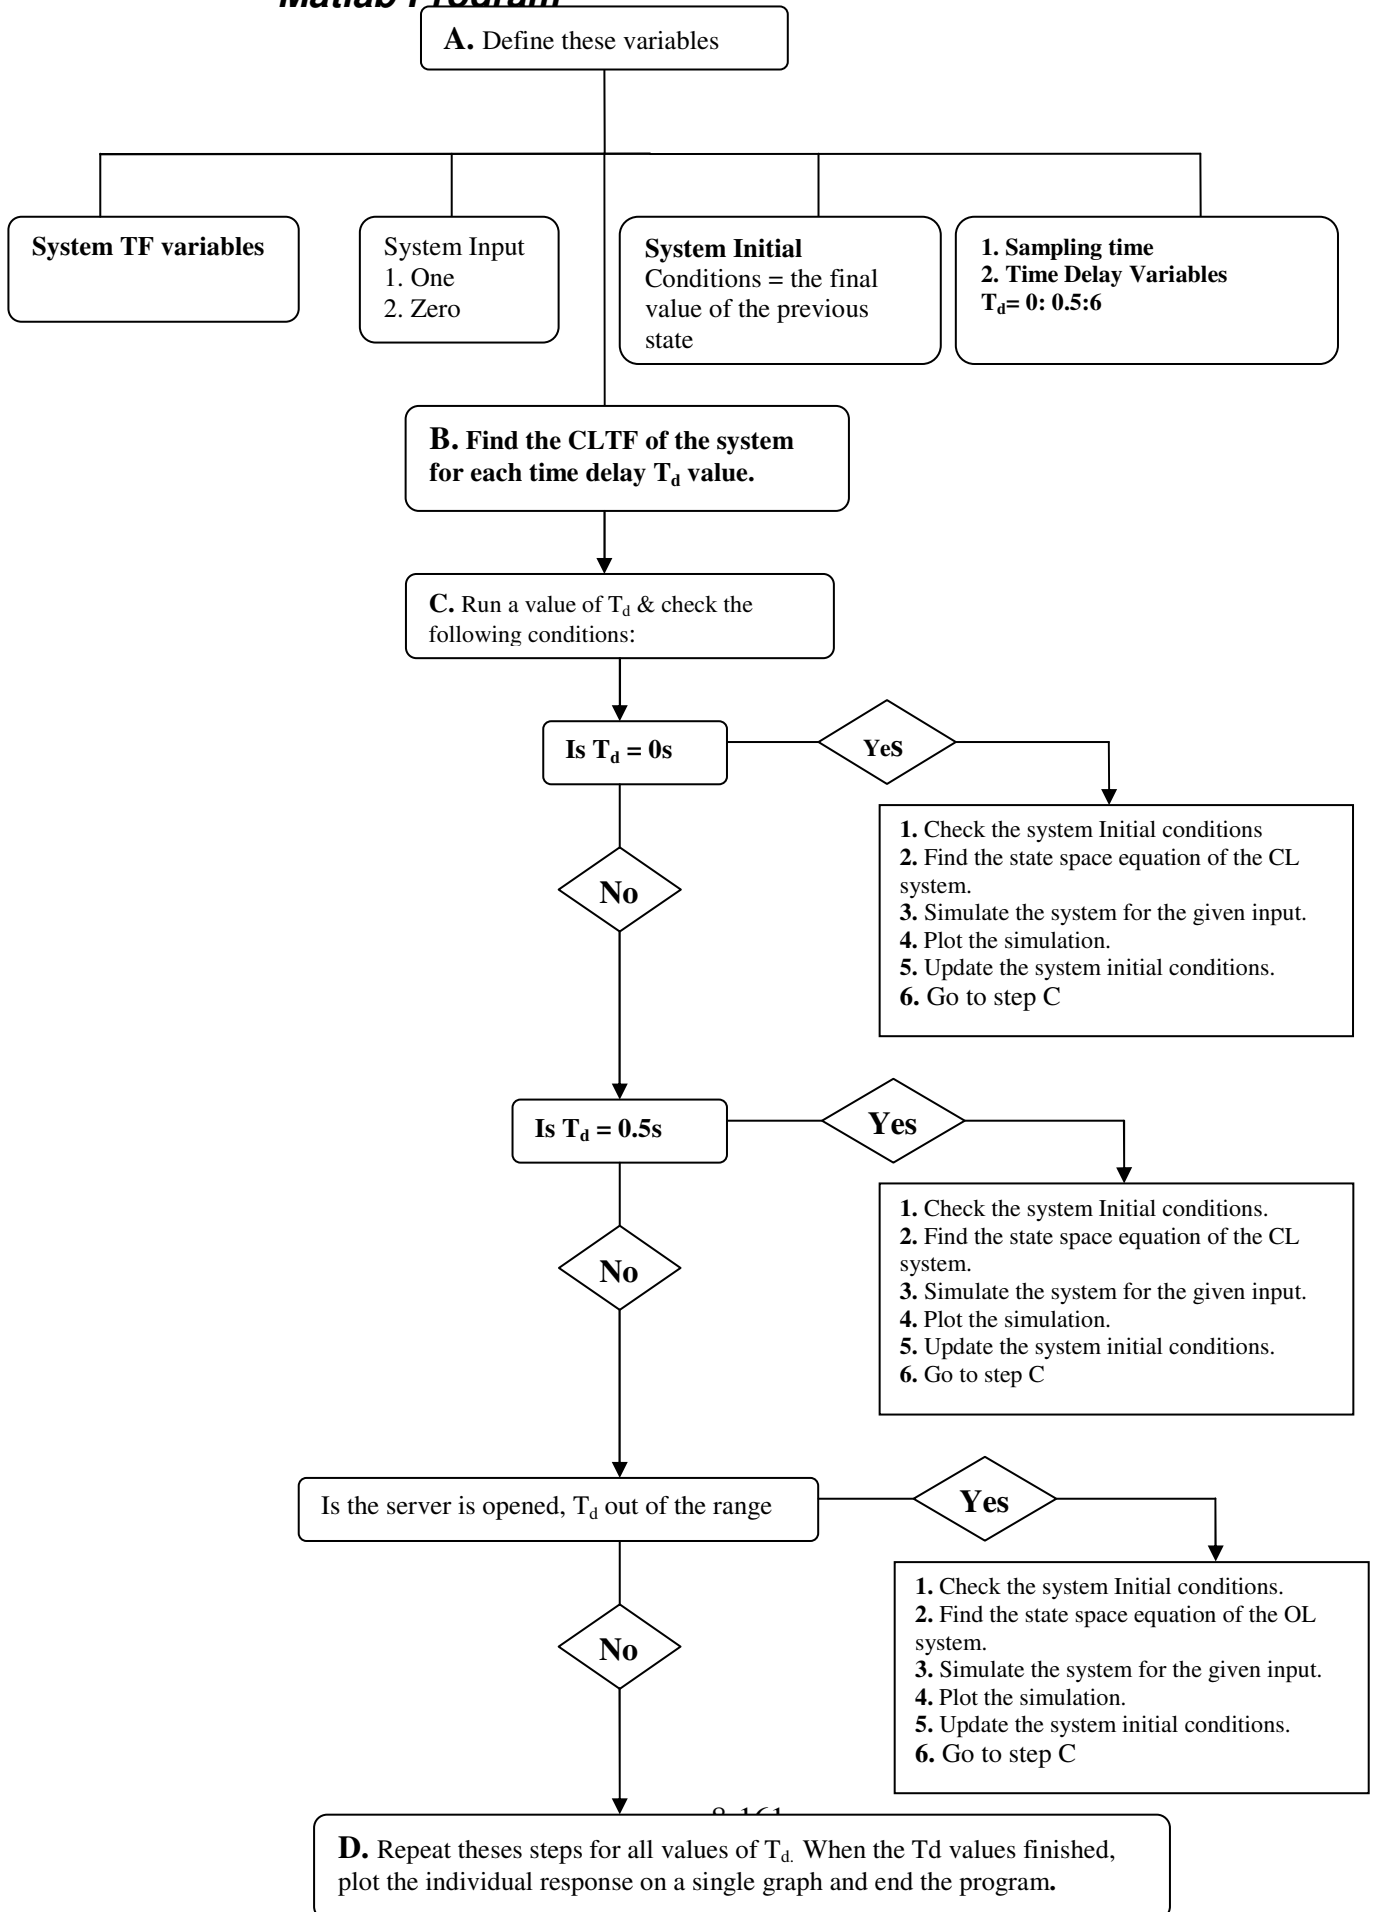 Matlab Program
A. Define these variables
System TF variables
System Input
1. One
2. Zero
System Initial
Conditions = the final
value of the previous
state
1. Sampling time
2. Time Delay Variables
Td= 0: 0.5:6
B. Find the CLTF of the system
for each time delay Td value.
C. Run a value of Td & check the
following conditions:
Is Td = 0s
Yes
1. Check the system Initial conditions
2. Find the state space equation of the CL
system.
3. Simulate the system for the given input.
4. Plot the simulation.
5. Update the system initial conditions.
6. Go to step C
No
Is Td = 0.5s
Yes
1. Check the system Initial conditions.
2. Find the state space equation of the CL
system.
3. Simulate the system for the given input.
4. Plot the simulation.
5. Update the system initial conditions.
6. Go to step C
No
Is the server is opened, Td out of the range
Yes
1. Check the system Initial conditions.
2. Find the state space equation of the OL
system.
3. Simulate the system for the given input.
4. Plot the simulation.
5. Update the system initial conditions.
6. Go to step C
No
8-161
D. Repeat theses steps for all values of Td. When the Td values finished,
plot the individual response on a single graph and end the program.